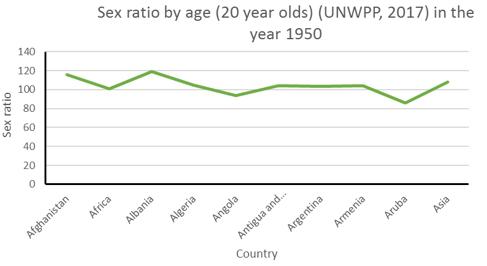 Sex ratio by age (20 year olds) (UNWPP, 2017) in the
year 1950
140
120
100
80
60
40
20
0
Sex ratio
Afghanistan
Africa
Albania
Algeria
Angola
Antigua and...
Argentina
Armenia
Aruba
Asia
Country